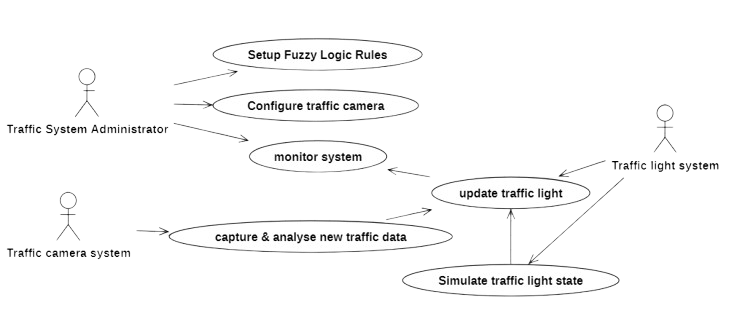 Setup Fuzzy Logic Rules
Configure traffic camera
Traffic System Administrator
monitor system
Traffic light system
update traffic light
capture & analyse new traffic data
Traffic camera system
Simulate traffic light state